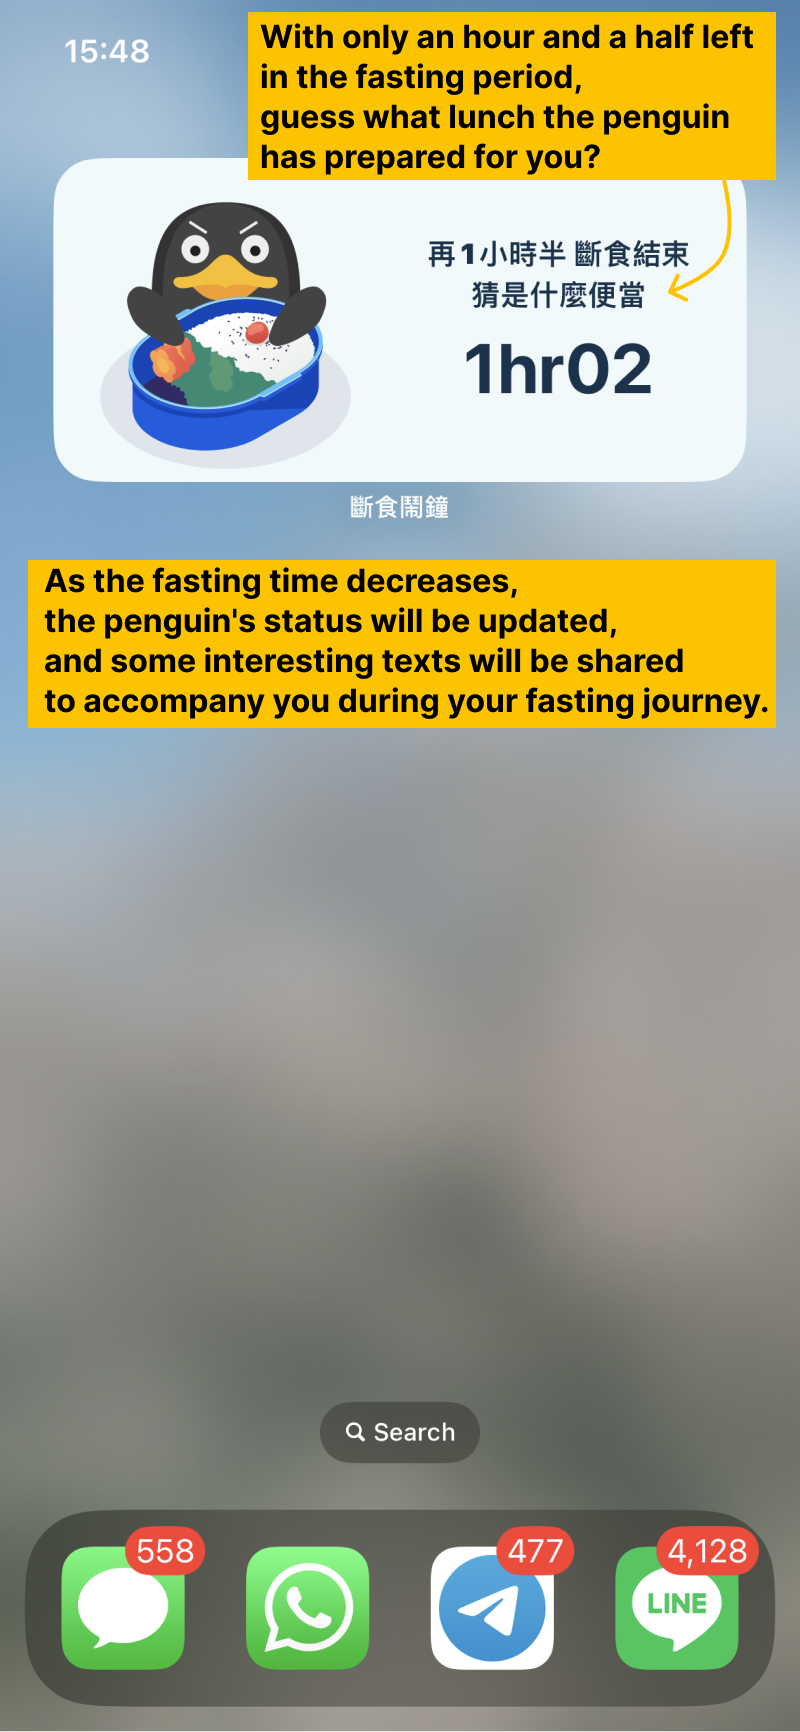 15:48
With only an hour and a half left
in the fasting period,
guess what lunch the penguin
has prepared for you?
再1小時半 斷食結束
猜是什麼便當
1hr02
斷食鬧鐘
As the fasting time decreases,
the penguin's status will be updated,
and some interesting texts will be shared
to accompany you during your fasting journey.
Search
558
477
4,128
LINE